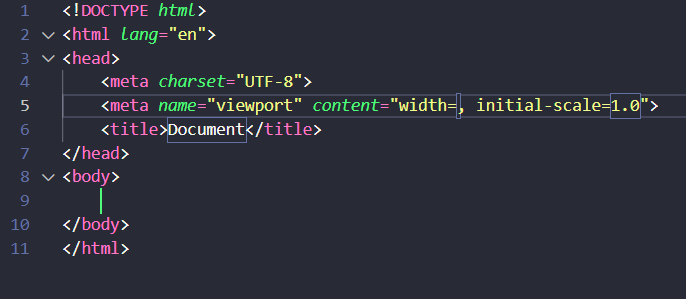 1 <!DOCTYPE html>
2 <html lang="en">
3 <head>
4     <meta charset="UTF-8">
5     <meta name="viewport" content="width=, initial-scale=1.0">
6     <title>Document</title>
7 </head>
8 <body>
9
10 </body>
11 </html>